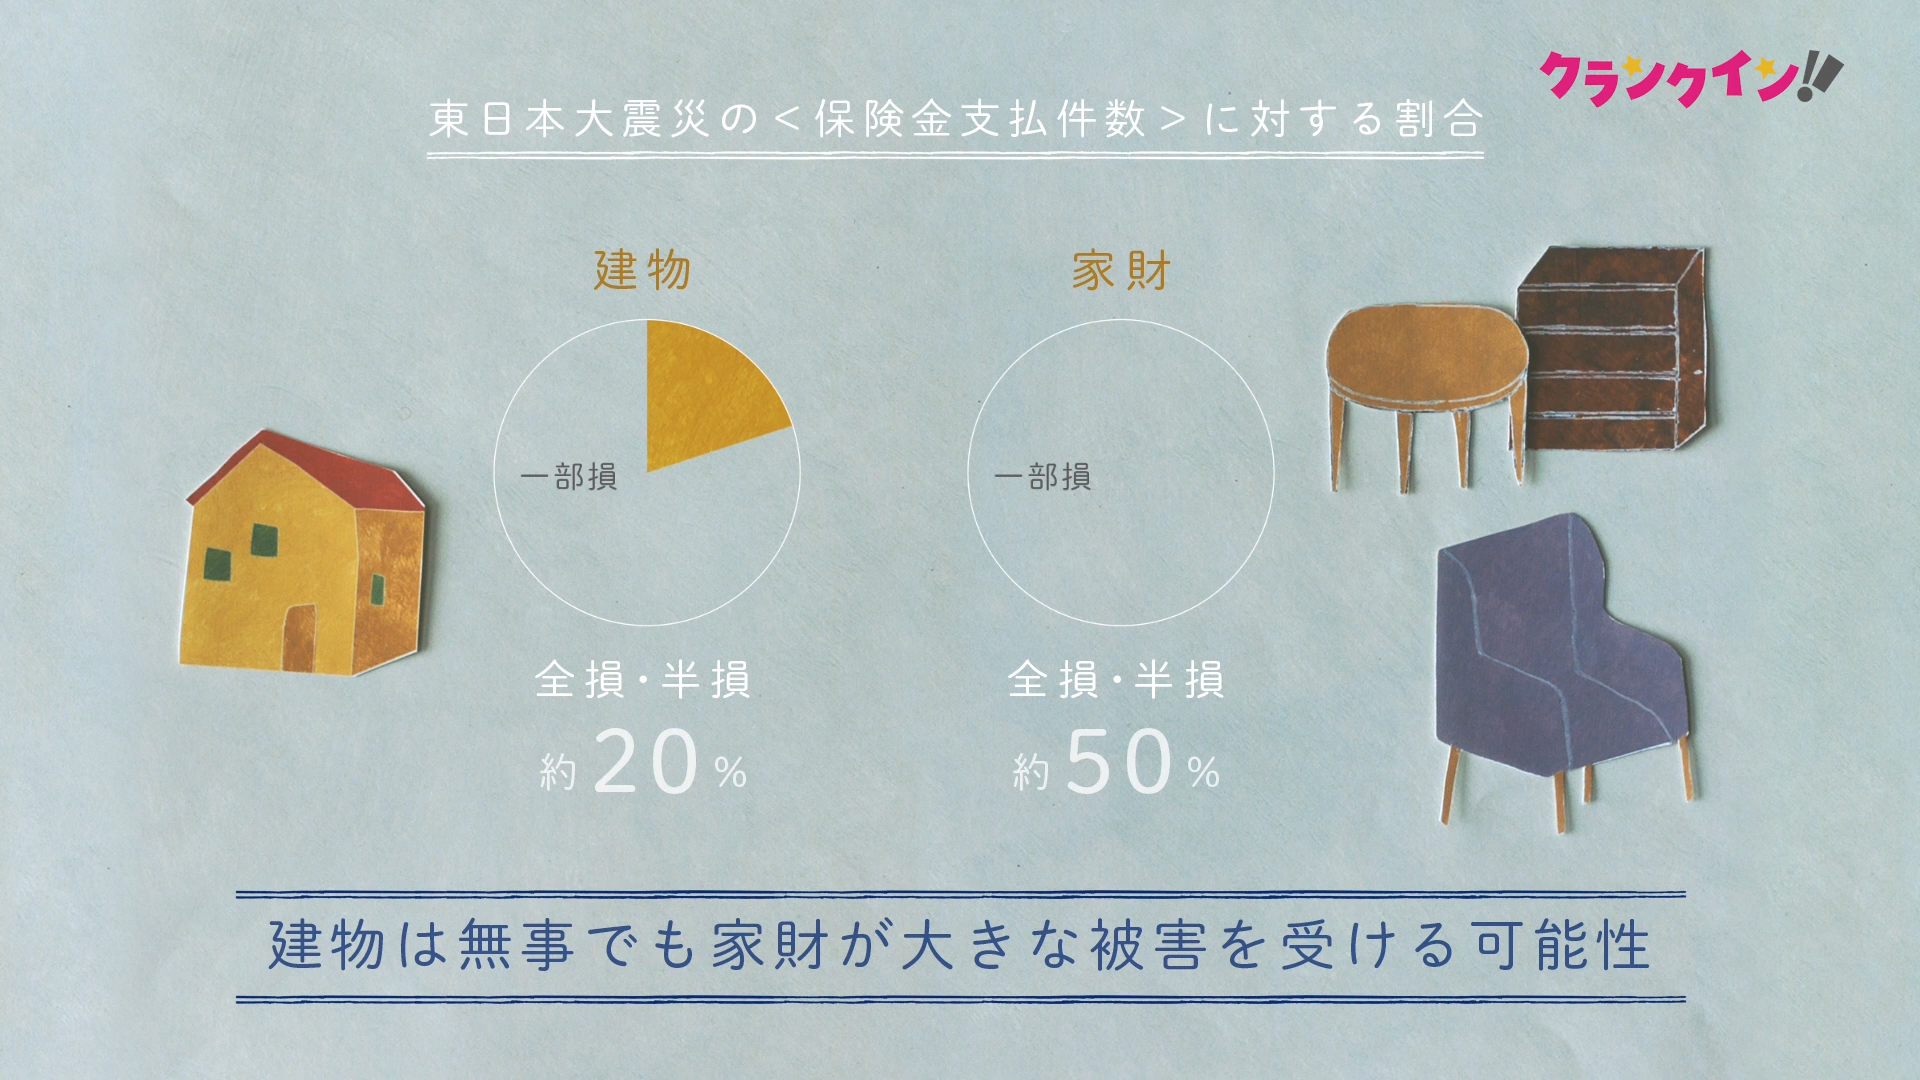 クランクイン!!
東日本大震災の<保険金支払件数>に対する割合
建物
家財
一部損
一部損
全損・半損
約20%
全損・半損
約50%
建物は無事でも家財が大きな被害を受ける可能性